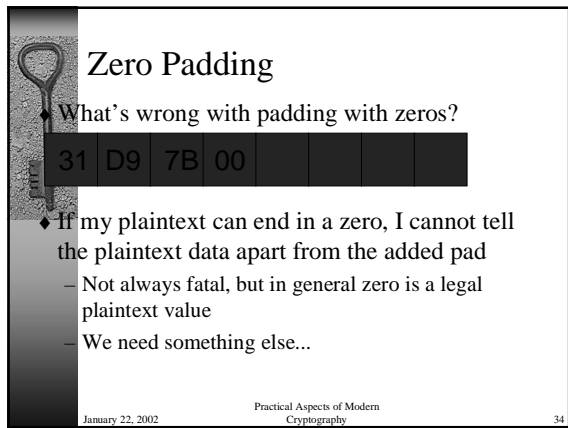 Zero Padding
♦ What's wrong with padding with zeros?
31 D9 7B 00
♦ If my plaintext can end in a zero, I cannot tell
the plaintext data apart from the added pad
– Not always fatal, but in general zero is a legal
plaintext value
– We need something else...
January 22, 2002
Practical Aspects of Modern
Cryptography
34